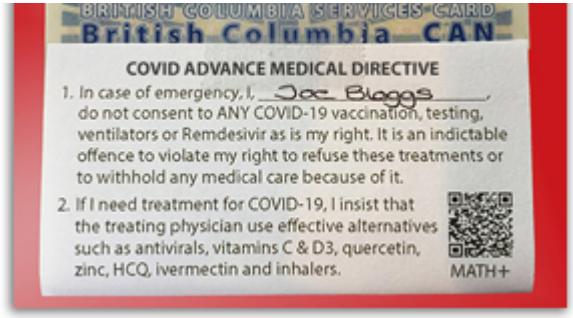 BRITISH COLUMBIA SERVICES CARD
British Columbia CAN
COVID ADVANCE MEDICAL DIRECTIVE
1. In case of emergency, I, Joe Bloggs,
do not consent to ANY COVID-19 vaccination, testing,
ventilators or Remdesivir as is my right. It is an indictable
offence to violate my right to refuse these treatments or
to withhold any medical care because of it.
2. If I need treatment for COVID-19, I insist that
the treating physician use effective alternatives
such as antivirals, vitamins C & D3, quercetin,
zinc, HCQ, ivermectin and inhalers.
MATH+